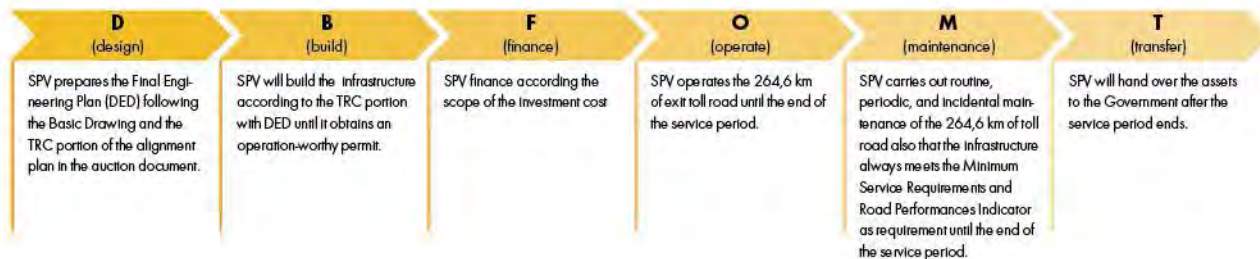 D
(design)
SPV prepares the Final Engi-
neering Plan (DED) following
the Basic Drawing and the
TRC portion of the alignment
plan in the auction document.
B
(build)
SPV will build the infrastructure
according to the TRC portion
with DED until it obtains an
operation-worthy permit.
F
(finance)
SPV finance according the
scope of the investment cost
O
(operate)
SPV operates the 264,6 km
of exit toll road until the end of
the service period.
M
(maintenance)
SPV carries out routine,
periodic, and incidental main-
tenance of the 264,6 km of toll
road also that the infrastructure
always meets the Minimum
Service Requirements and
Road Performances Indicator
as requirement until the end of
the service period.
T
(transfer)
SPV will hand over the assets
to the Government after the
service period ends.